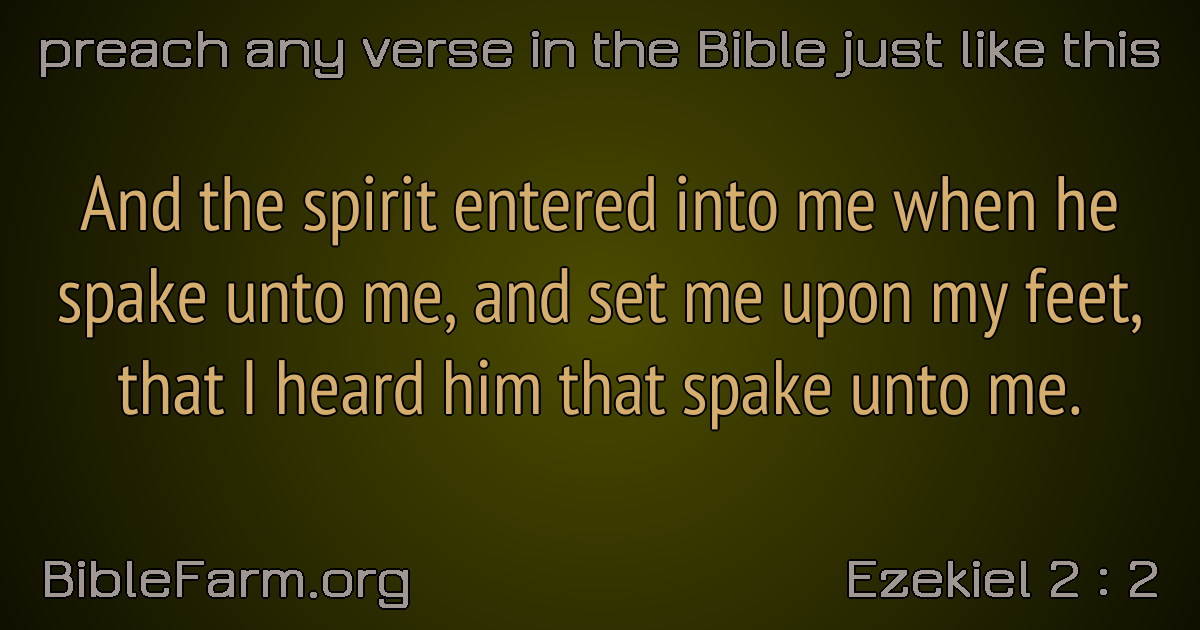 preach any verse in the Bible just like this
And the spirit entered into me when he
spake unto me, and set me upon my feet,
that I heard him that spake unto me.
BibleFarm.org
Ezekiel 2 : 2